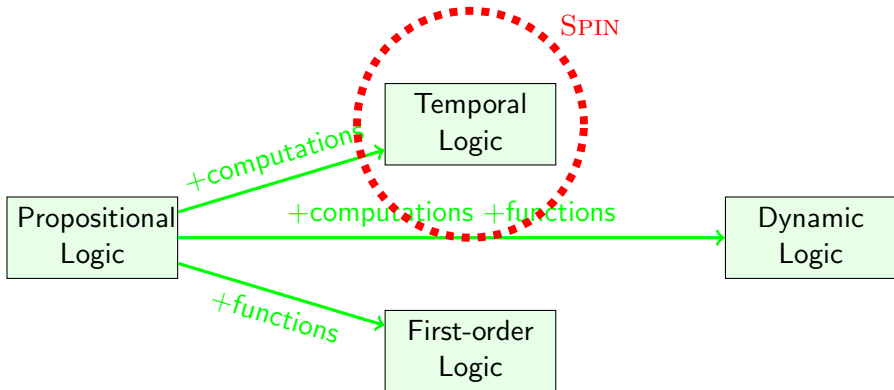 SPIN
Temporal
Logic
+computations
+computations +functions
Propositional
Logic
Dynamic
Logic
+functions
First-order
Logic